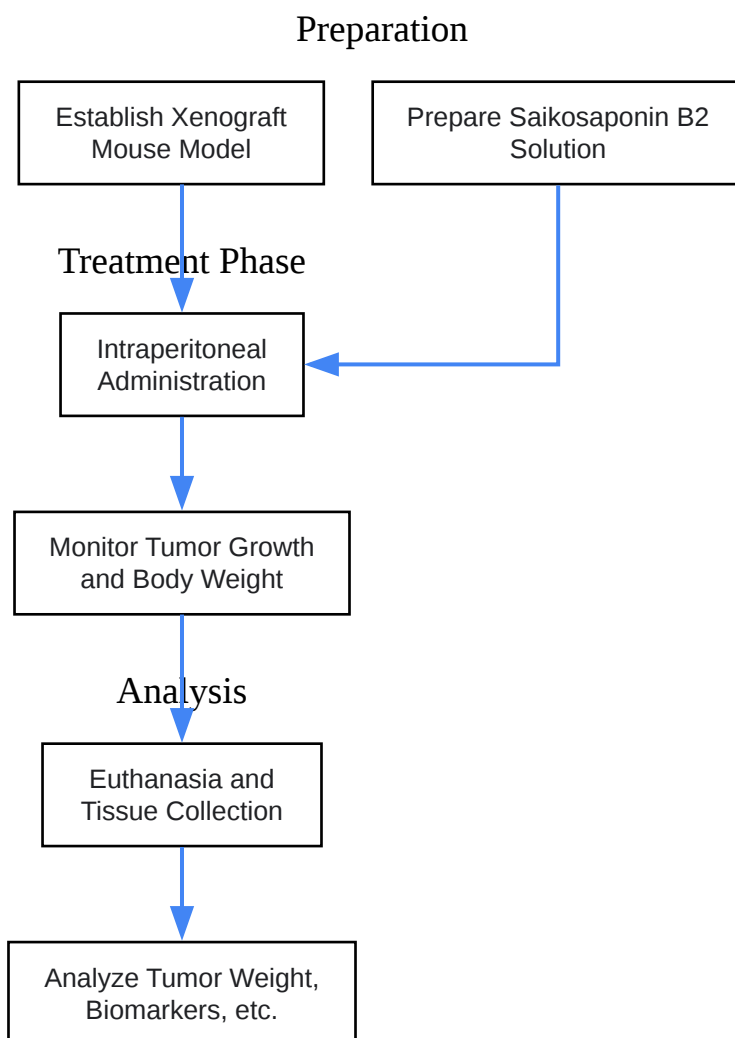 Preparation
Establish Xenograft
Mouse Model
Prepare Saikosaponin B2
Solution
Treatment Phase
Intraperitoneal
Administration
Monitor Tumor Growth
and Body Weight
Analysis
Euthanasia and
Tissue Collection
Analyze Tumor Weight,
Biomarkers, etc.